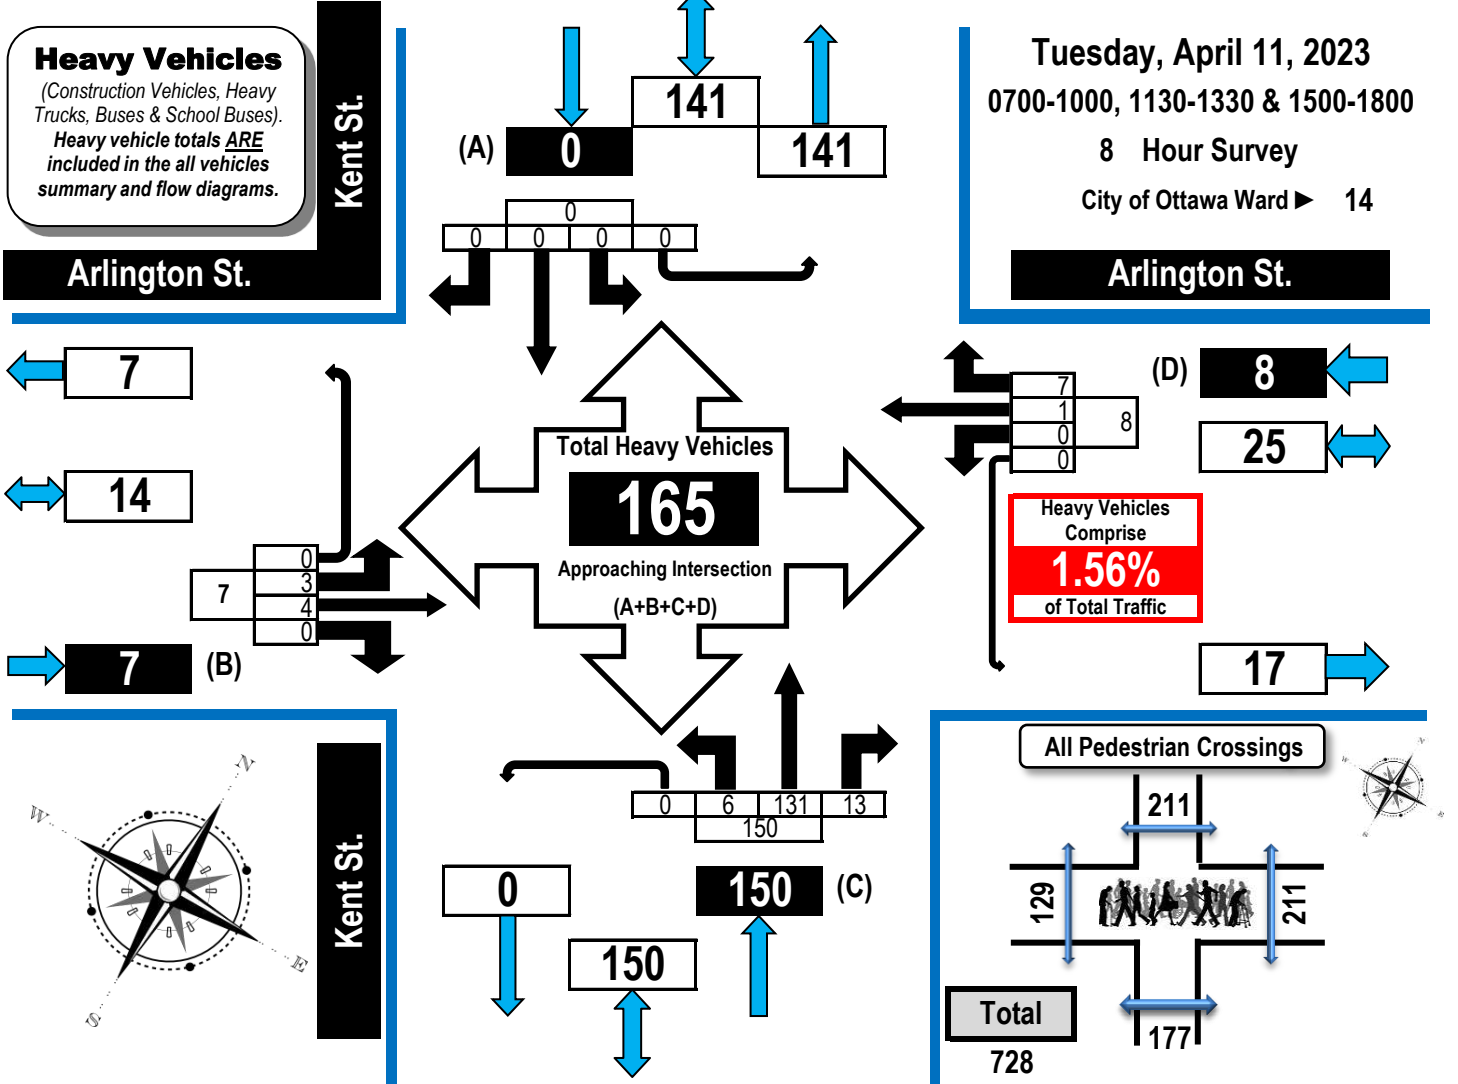 Heavy Vehicles
(Construction Vehicles, Heavy
Trucks, Buses & School Buses).
Heavy vehicle totals ARE
included in the all vehicles
summary and flow diagrams.
Kent St.
Arlington St.
141
(A) 0
141
0
0 0 0 0
Tuesday, April 11, 2023
0700-1000, 1130-1330 & 1500-1800
8 Hour Survey
City of Ottawa Ward ► 14
Arlington St.
7
14
0
3
4
0
7
7 (B)
Total Heavy Vehicles
165
Approaching Intersection
(A+B+C+D)
(D) 8
7
1
0
0
8
25
Heavy Vehicles
Comprise
1.56%
of Total Traffic
17
0 6 131 13
150
0
150 (C)
150
Kent St.
N
W
E
S
All Pedestrian Crossings
N
W
E
S
211
129
211
177
Total
728